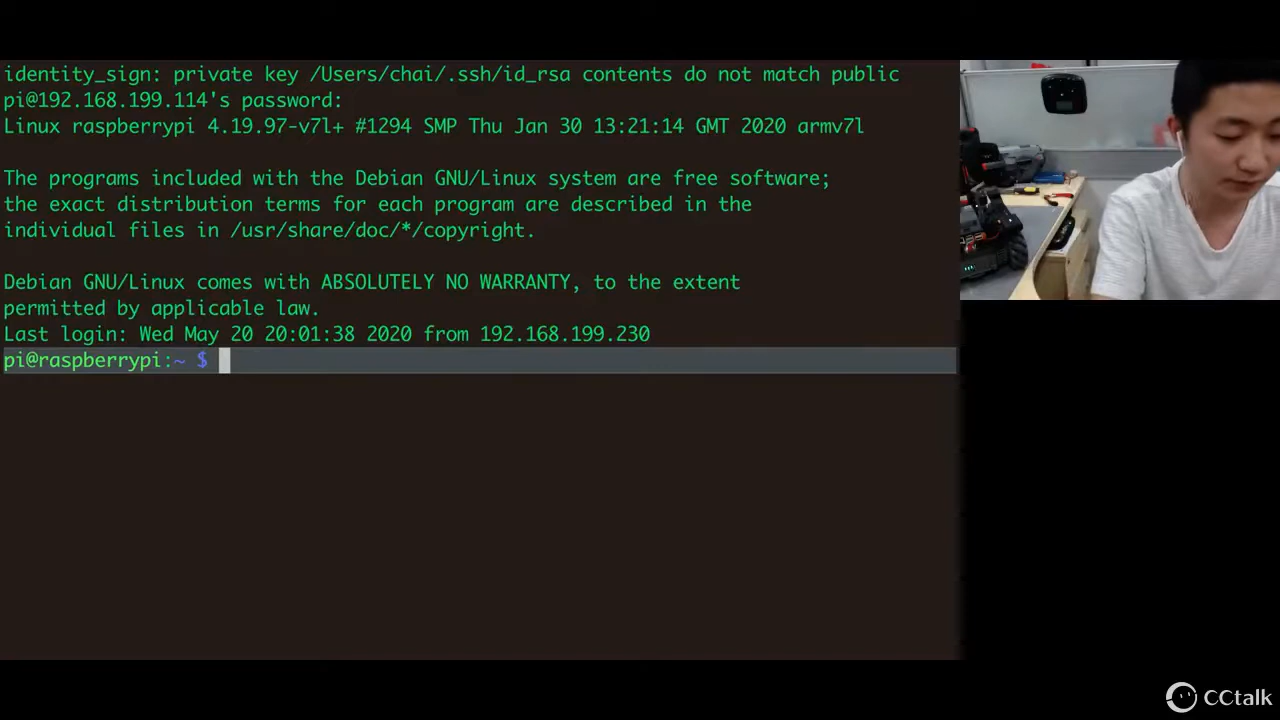 identity_sign: private key /Users/chai/.ssh/id_rsa contents do not match public
pi@192.168.199.114's password:
Linux raspberrypi 4.19.97-v7l+ #1294 SMP Thu Jan 30 13:21:14 GMT 2020 armv7l
The programs included with the Debian GNU/Linux system are free software;
the exact distribution terms for each program are described in the
individual files in /usr/share/doc/*/copyright.
Debian GNU/Linux comes with ABSOLUTELY NO WARRANTY, to the extent
permitted by applicable law.
Last login: Wed May 20 20:01:38 2020 from 192.168.199.230
pi@raspberrypi:~ $
CCtalk